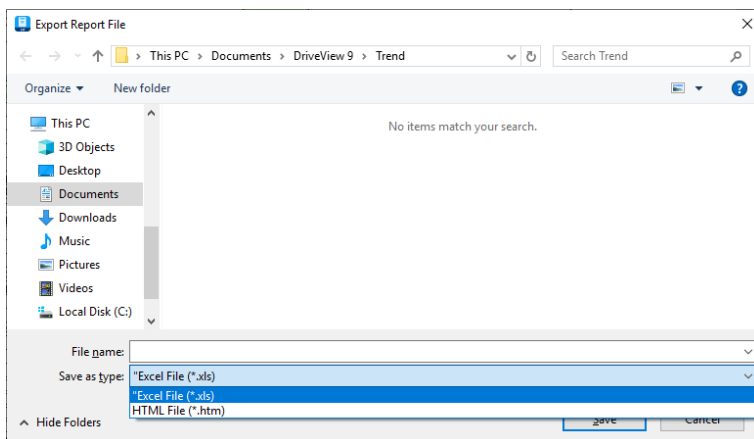 Export Report File
This PC > Documents > DriveView 9 > Trend
Search Trend
Organize
New folder
This PC
3D Objects
Desktop
Documents
Downloads
Music
Pictures
Videos
Local Disk (C:)
No items match your search.
File name:
Save as type: "Excel File (*.xls)
"Excel File (*.xls)
HTML File (*.htm)
Hide Folders
Save
Cancel